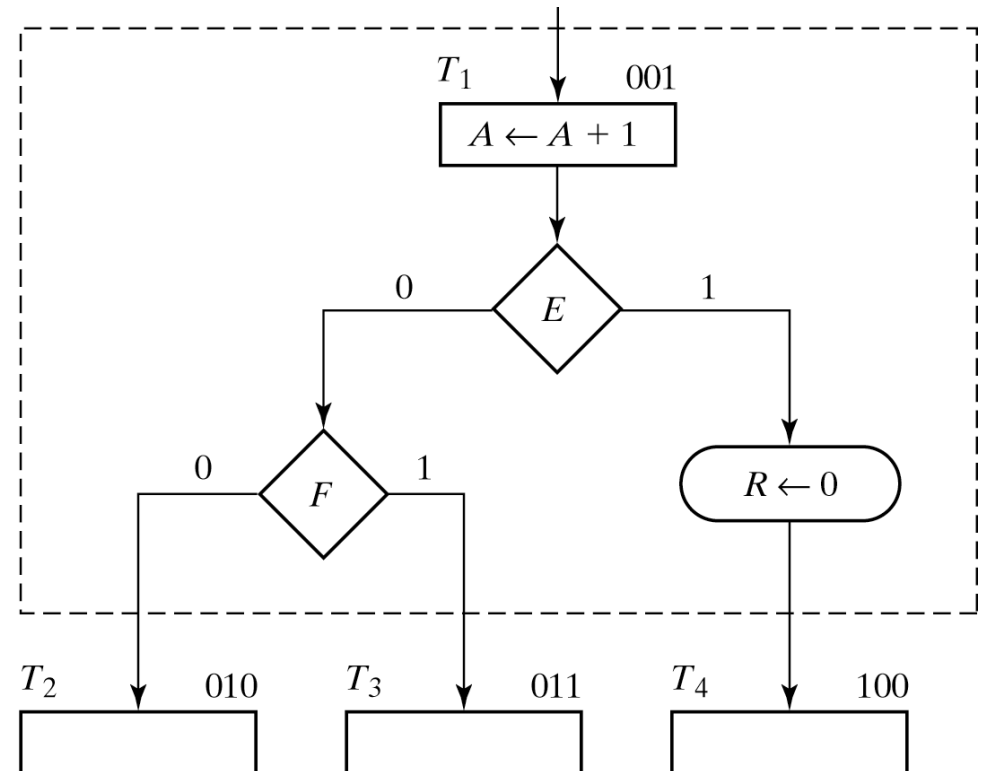 T₁ 001
A ← A + 1
0 1
E
0 1
F
R ← 0
T₂ 010 T₃ 011 T₄ 100